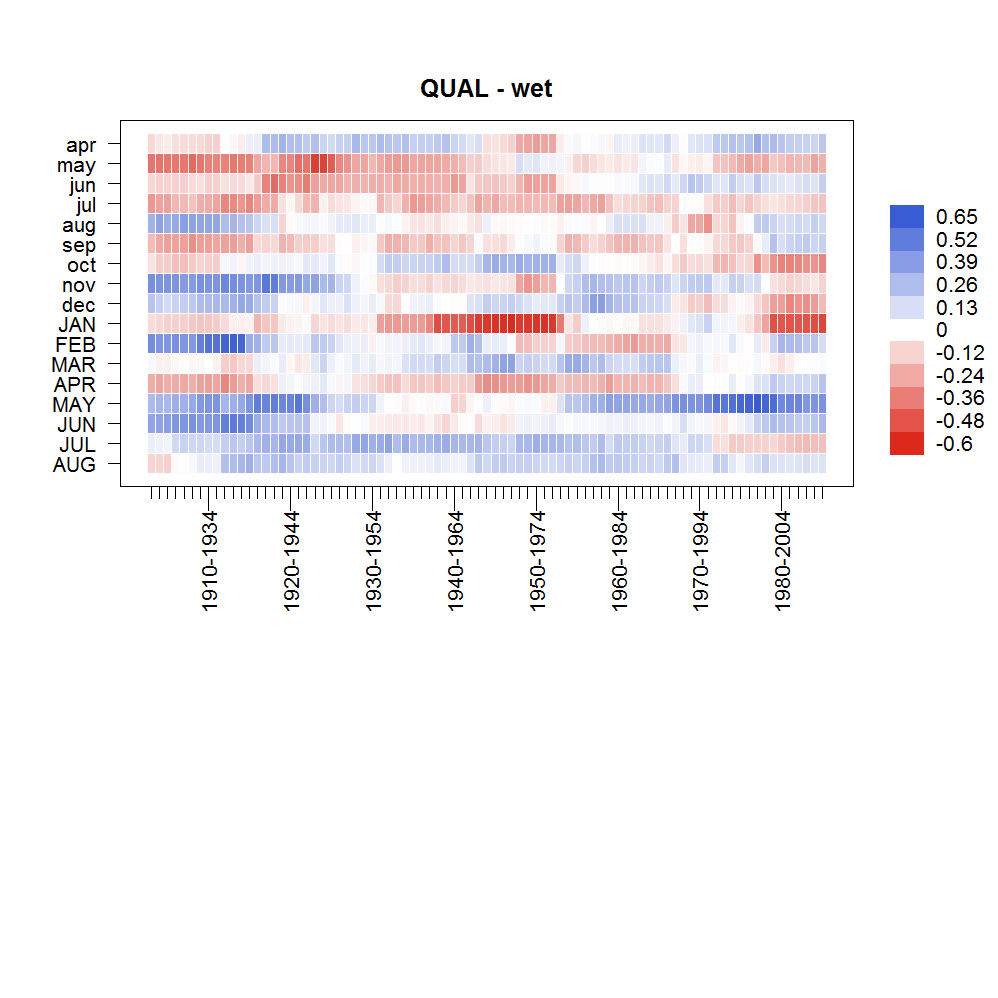 QUAL - wet
apr
may
jun
jul
aug
sep
oct
nov
dec
JAN
FEB
MAR
APR
MAY
JUN
JUL
AUG
0.65
0.52
0.39
0.26
0.13
0
-0.12
-0.24
-0.36
-0.48
-0.6
1910-1934
1920-1944
1930-1954
1940-1964
1950-1974
1960-1984
1970-1994
1980-2004